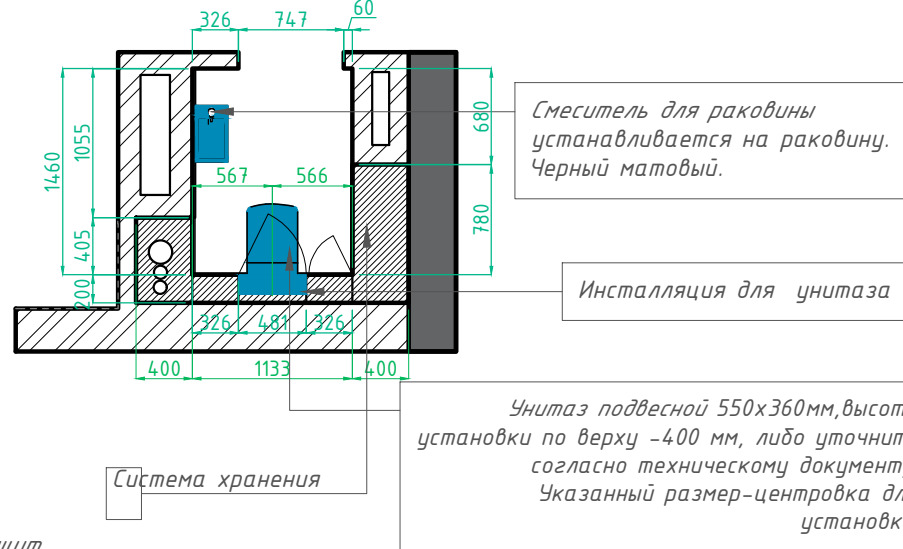 326
747
60
1460
1055
405
200
680
780
567
566
326
481
326
400
1133
400
Смеситель для раковины
устанавливается на раковину.
Черный матовый.
Инсталляция для унитаза
Унитаз подвесной 550х360мм,высот
установки по верху -400 мм, либо уточнит
согласно техническому документ
Указанный размер-центровка дл
установк
Система хранения